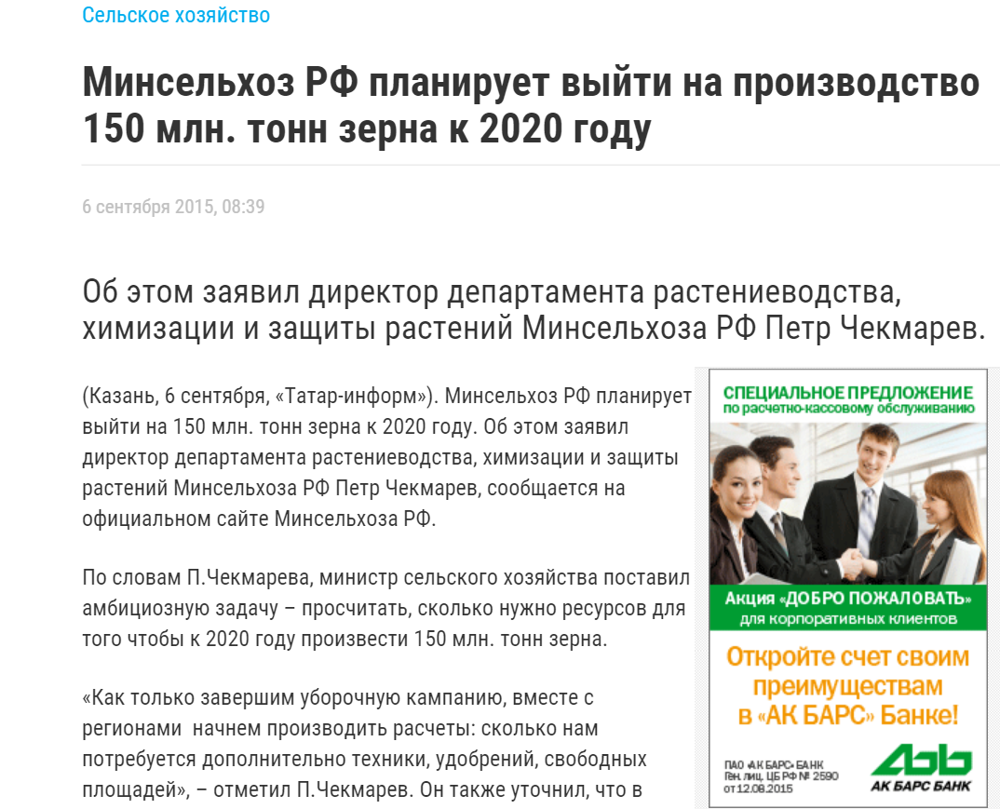 Сельское хозяйство
Минсельхоз РФ планирует выйти на производство
150 млн. тонн зерна к 2020 году
6 сентября 2015, 08:39
Об этом заявил директор департамента растениеводства,
химизации и защиты растений Минсельхоза РФ Петр Чекмарев.
(Казань, 6 сентября, «Татар-информ»). Минсельхоз РФ планирует
выйти на 150 млн. тонн зерна к 2020 году. Об этом заявил
директор департамента растениеводства, химизации и защиты
растений Минсельхоза РФ Петр Чекмарев, сообщается на
официальном сайте Минсельхоза РФ.
По словам П.Чекмарева, министр сельского хозяйства поставил
амбициозную задачу – просчитать, сколько нужно ресурсов для
того чтобы к 2020 году произвести 150 млн. тонн зерна.
«Как только завершим уборочную кампанию, вместе с
регионами начнем производить расчеты: сколько нам
потребуется дополнительно техники, удобрений, свободных
площадей», – отметил П.Чекмарев. Он также уточнил, что в
СПЕЦИАЛЬНОЕ ПРЕДЛОЖЕНИЕ
по расчетно-кассовому обслуживанию
Акция «ДОБРО ПОЖАЛОВАТЬ»
для корпоративных клиентов
Откройте счет своим
преимуществам
в «АК БАРС» Банке!
ПАО «АК БАРС» БАНК
Ген. лиц. ЦБ РФ № 2590
от 12.08.2015
АК БАРС БАНК